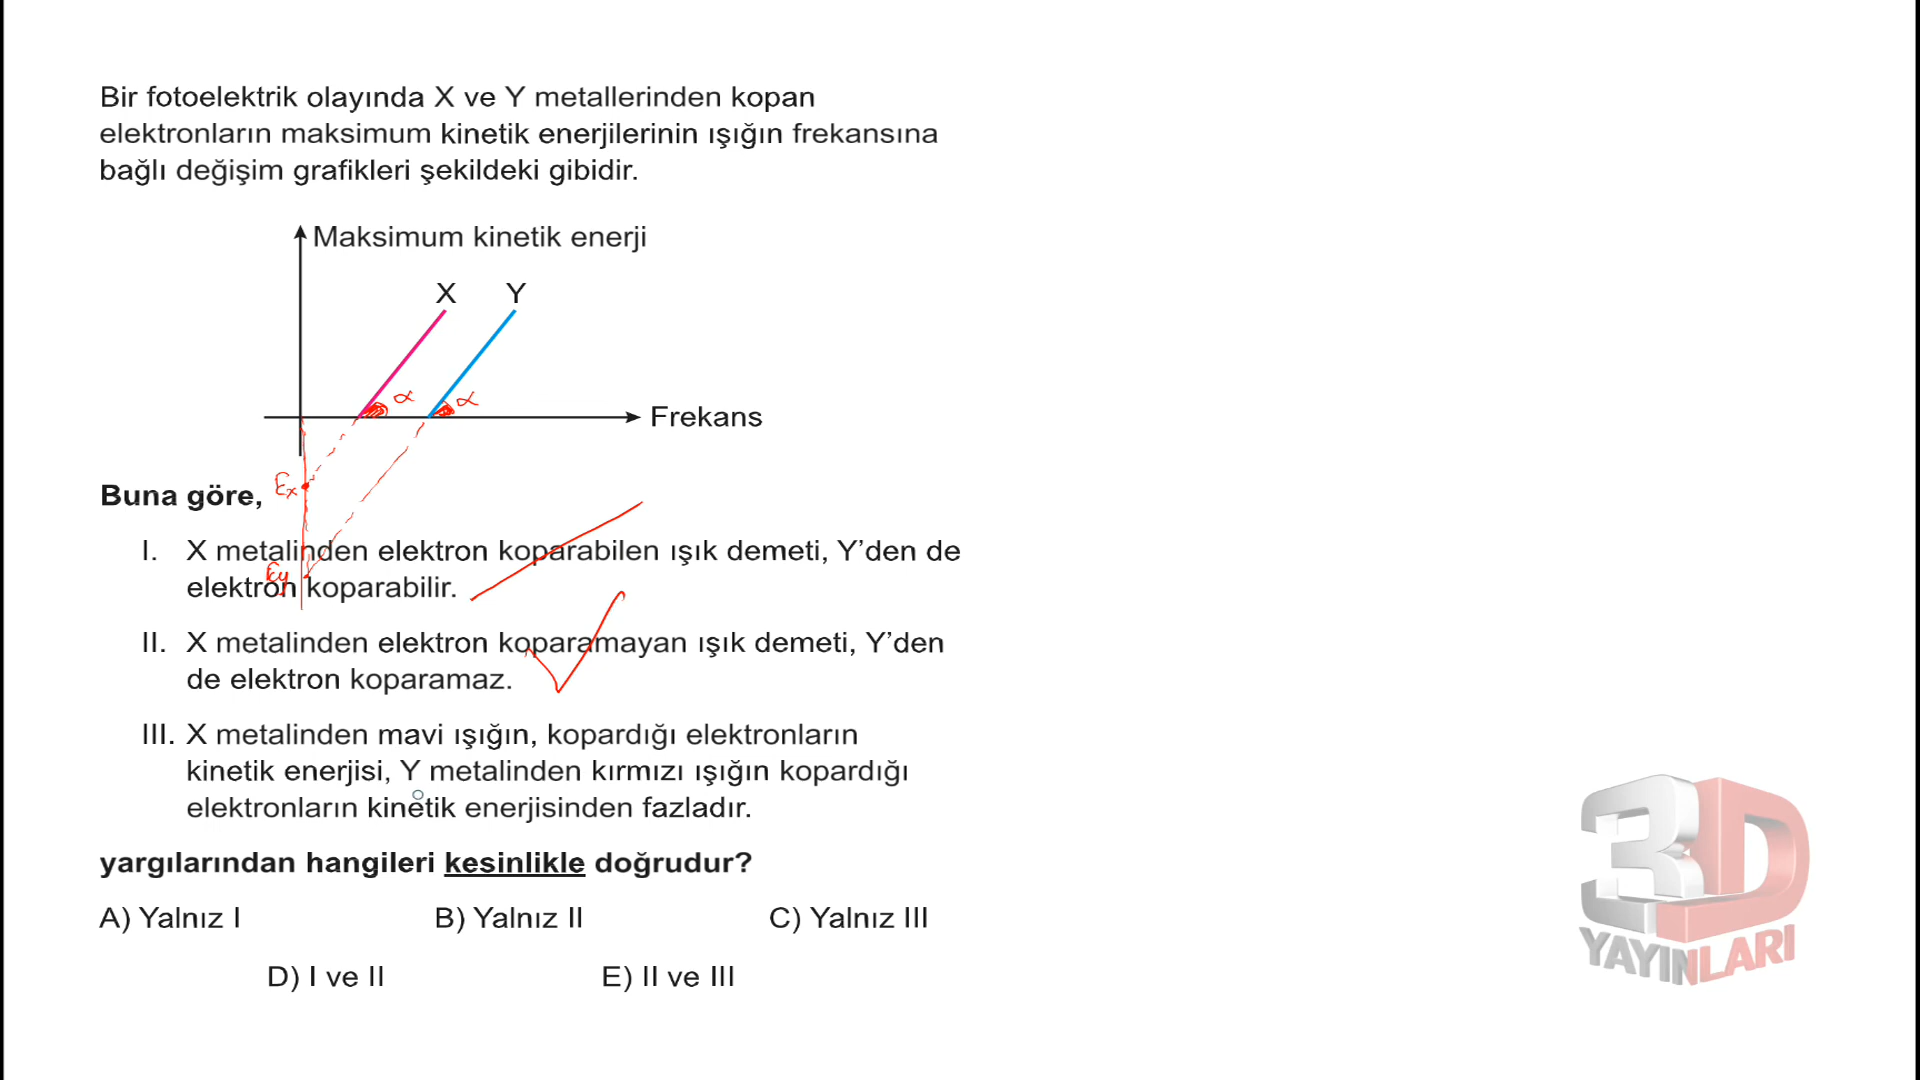 Bir fotoelektrik olayında X ve Y metallerinden kopan
elektronların maksimum kinetik enerjilerinin ışığın frekansına
bağlı değişim grafikleri şekildeki gibidir.
Maksimum kinetik enerji
X Y
α α
Frekans
Ex
Buna göre,
I. X metalinden elektron koparabilen ışık demeti, Y’den de
Ey
elektron koparabilir.
II. X metalinden elektron koparamayan ışık demeti, Y’den
de elektron koparamaz.
III. X metalinden mavi ışığın, kopardığı elektronların
kinetik enerjisi, Y metalinden kırmızı ışığın kopardığı
elektronların kinetik enerjisinden fazladır.
yargılarından hangileri kesinlikle doğrudur?
A) Yalnız I B) Yalnız II C) Yalnız III
D) I ve II E) II ve III
3D
YAYINLARI